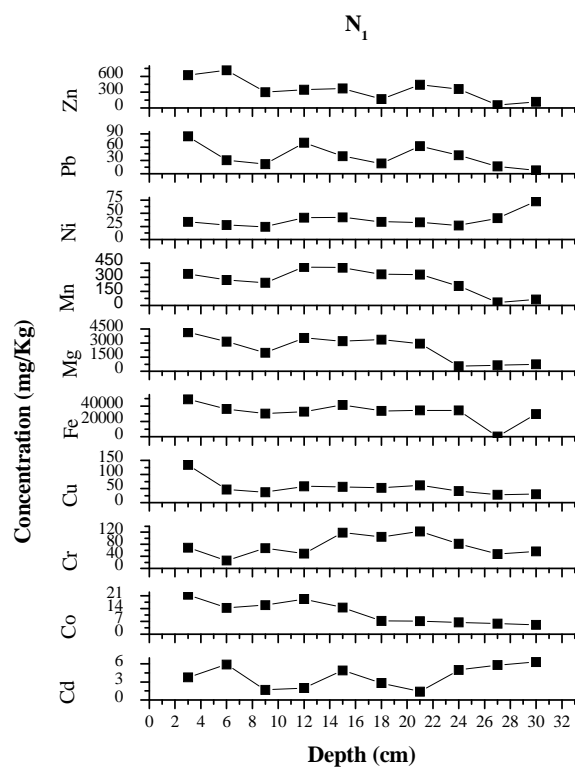 N1
600
300
0
Zn
90
60
30
0
Pb
75
50
25
0
Ni
450
300
150
0
Mn
4500
3000
1500
0
Mg
40000
20000
0
Fe
150
100
50
0
Cu
120
80
40
0
Cr
21
14
7
0
Co
6
3
0
Cd
Concentration (mg/Kg)
0 2 4 6 8 10 12 14 16 18 20 22 24 26 28 30 32
Depth (cm)